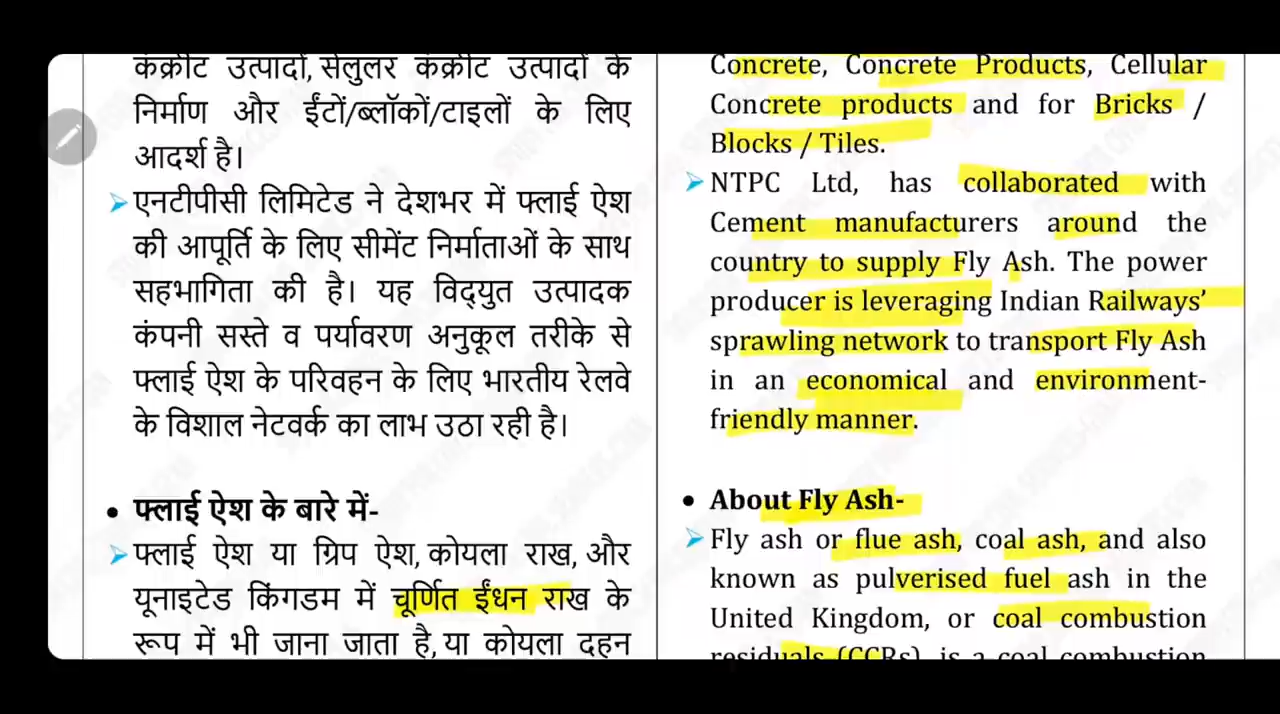 कंक्रीट उत्पादों, सेलुलर कंक्रीट उत्पादों के
निर्माण और ईंटों/ब्लॉकों/टाइलों के लिए
आदर्श है।
एनटीपीसी लिमिटेड ने देशभर में फ्लाई ऐश
की आपूर्ति के लिए सीमेंट निर्माताओं के साथ
सहभागिता की है। यह विद्युत उत्पादक
कंपनी सस्ते व पर्यावरण अनुकूल तरीके से
फ्लाई ऐश के परिवहन के लिए भारतीय रेलवे
के विशाल नेटवर्क का लाभ उठा रही है।
• फ्लाई ऐश के बारे में-
फ्लाई ऐश या ग्रिप ऐश, कोयला राख, और
यूनाइटेड किंगडम में चूर्णित ईंधन राख के
रूप में भी जाना जाता है, या कोयला दहन
Concrete, Concrete Products, Cellular
Concrete products and for Bricks /
Blocks / Tiles.
NTPC Ltd, has collaborated with
Cement manufacturers around the
country to supply Fly Ash. The power
producer is leveraging Indian Railways’
sprawling network to transport Fly Ash
in an economical and environment-
friendly manner.
• About Fly Ash-
Fly ash or flue ash, coal ash, and also
known as pulverised fuel ash in the
United Kingdom, or coal combustion
residuals (CCRs), is a coal combustion